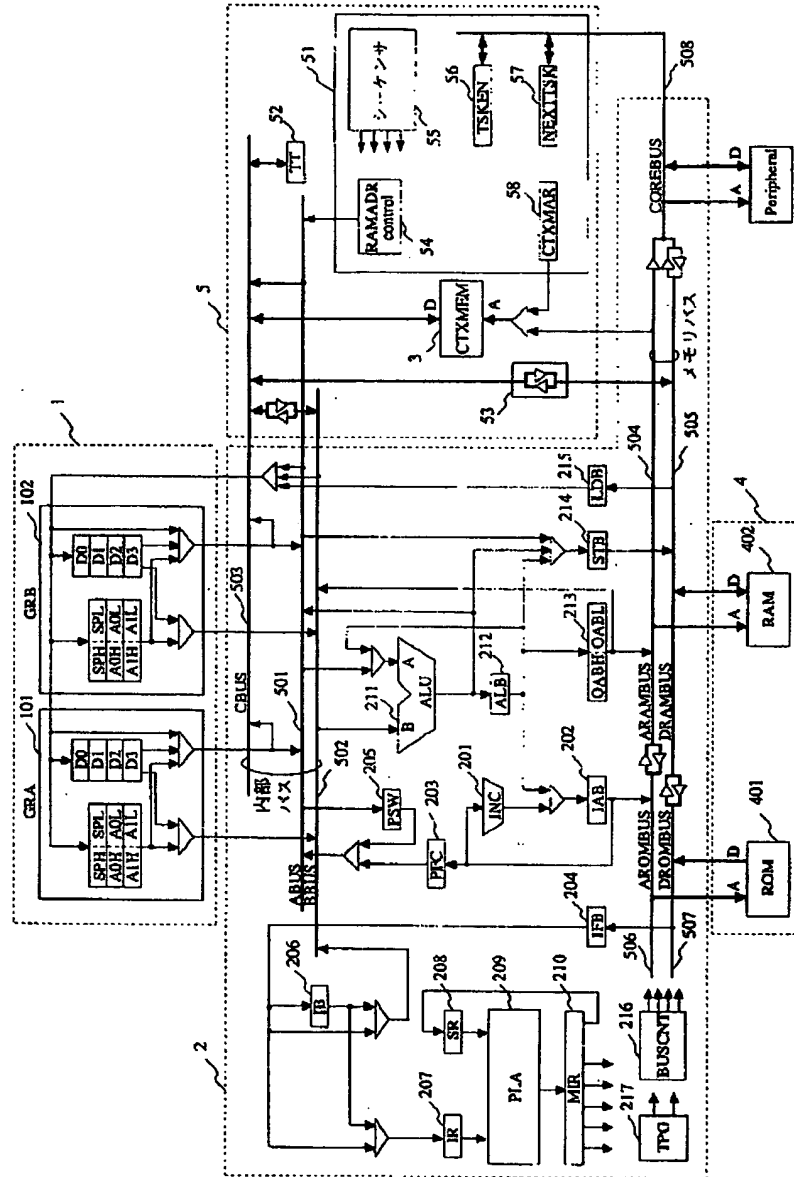 1
GRA
101
SPH SPL
A0H A0L
A1H A1L
D0
D1
D2
D3
GRB
102
SPH SPL
A0H A0L
A1H A1L
D0
D1
D2
D3
5
51
シーケンサ
55
TSKEN
56
NEXTTSK
57
RAMADR
control
54
CTXMAR
58
TT
52
CTXMEM
3
D
A
53
508
CBUS
503
内部
バス
501
ABUS
BBUS
502
2
IB
206
IR
207
SR
208
PLA
209
MIR
210
TPG
217
BUSCNT
216
PSW
205
PFC
203
INC
201
IAB
202
IFB
204
B
A
ALU
211
ALB
212
OABH OABL
213
STB
214
LDB
215
AROMBUS
DROMBUS
506
507
ARAMBUS
DRAMBUS
504
505
メモリバス
COREBUS
A
D
Peripheral
4
A
D
ROM
401
A
D
RAM
402